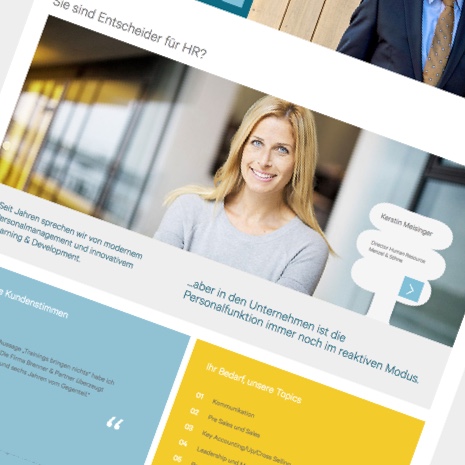 Sie sind Entscheider für HR?
Kerstin Meisinger
Director Human Resource
Menzel & Söhne
Seit Jahren sprechen wir von modernem
Personalmanagement und innovativem
Learning & Development.
...aber in den Unternehmen ist die
Personalfunktion immer noch im reaktiven Modus.
e Kundenstimmen
Aussage „Trainings bringen nichts“ habe ich
Die Firma Brenner & Partner überzeugt
und sechs Jahren vom Gegenteil"
“
Ihr Bedarf, unsere Topics
01 Kommunikation
02 Pre Sales und Sales
03 Key Accounting/Up/Cross Selling
04 Leadership und
05